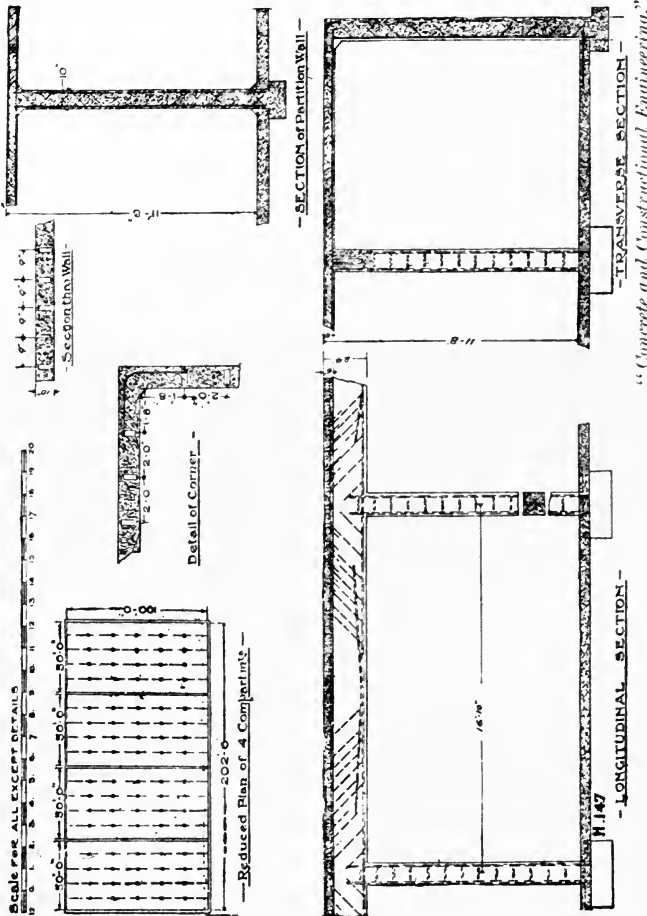 Scale FOR ALL EXCEPT DETAILS
12 0 1 2 3 4 5 6 7 8 9 10 11 12 13 14 15 16 17 18 19 20
50'·0" 50'·0" 50'·0" 50'·0"
100'·0
202'·0
- Reduced Plan of 4 Compartm'ts -
2'·0" 2'·0" 1'·8"
1'·8"
2'·0"
Detail of Corner -
9" 9" 9" 9"
10"
- Section thro Wall -
11'·0"
10"
- SECTION of Partition Wall -
16'·10"
H.147
- LONGITUDINAL SECTION -
11·8
- TRANSVERSE SECTION -
"Concrete and Constructional Engineering."